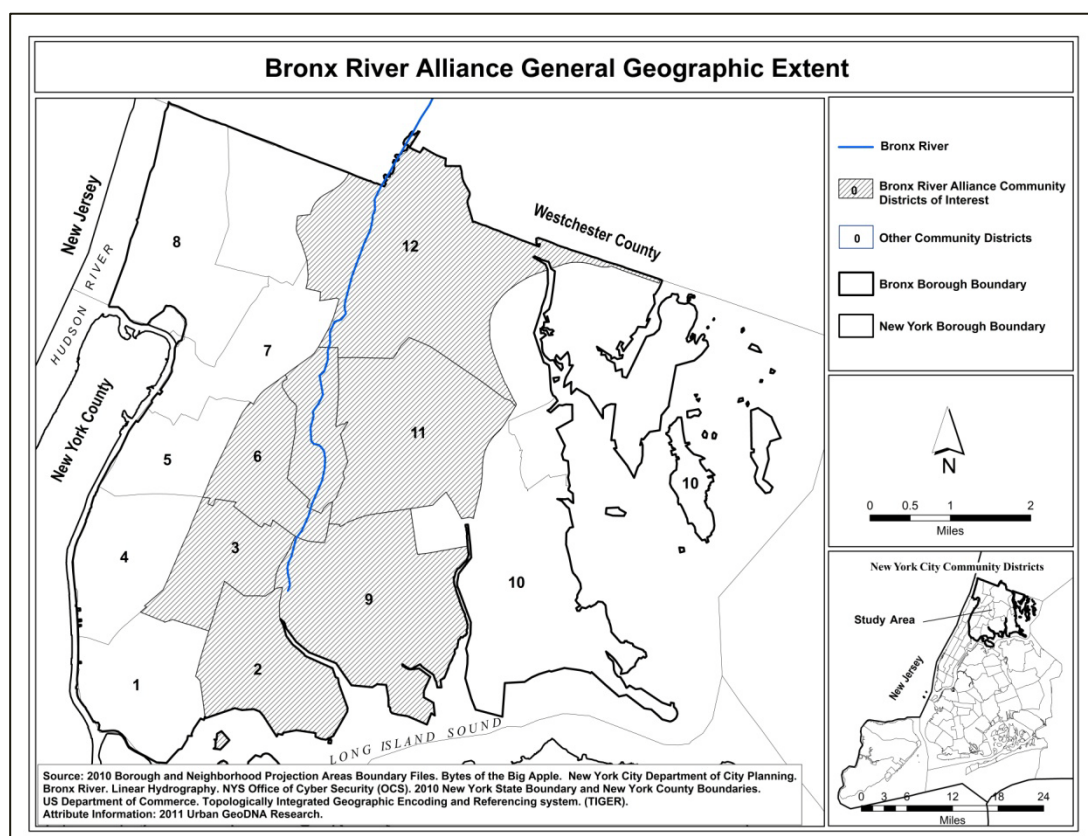 Bronx River Alliance General Geographic Extent
New Jersey
HUDSON RIVER
New York County
Westchester County
8
12
7
11
5
6
10
4
3
10
9
2
1
LONG ISLAND SOUND
Source: 2010 Borough and Neighborhood Projection Areas Boundary Files. Bytes of the Big Apple. New York City Department of City Planning.
Bronx River. Linear Hydrography. NYS Office of Cyber Security (OCS). 2010 New York State Boundary and New York County Boundaries.
US Department of Commerce. Topologically Integrated Geographic Encoding and Referencing system. (TIGER).
Attribute Information: 2011 Urban GeoDNA Research.
Bronx River
0 Bronx River Alliance Community
Districts of Interest
0 Other Community Districts
Bronx Borough Boundary
New York Borough Boundary
N
0 0.5 1 2
Miles
New York City Community Districts
Study Area
New Jersey
0 3 6 12 18 24
Miles